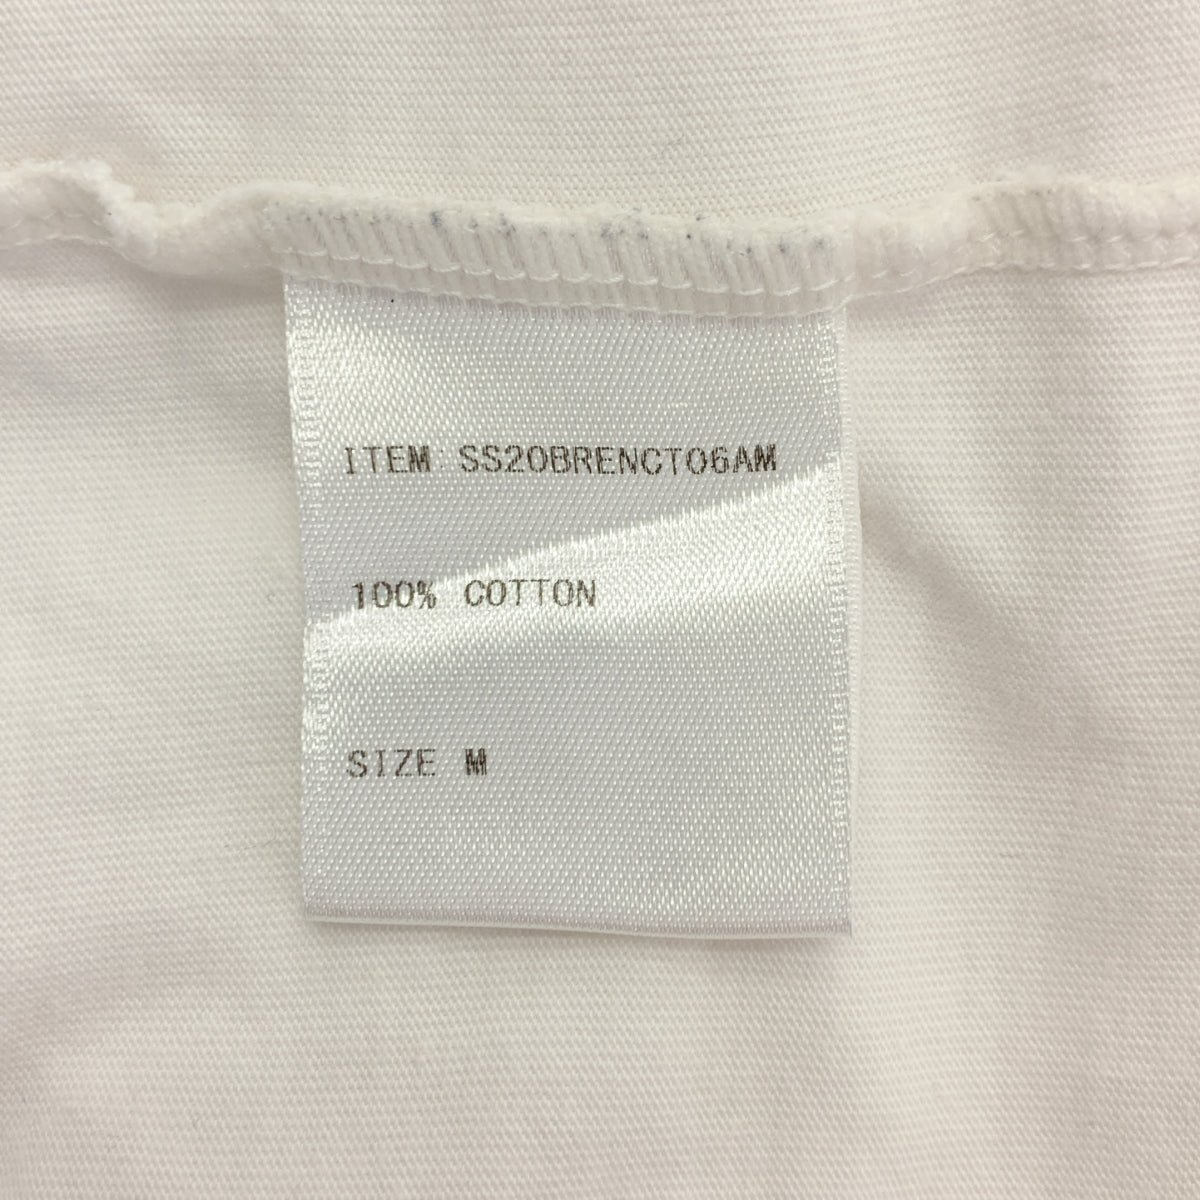 ITEM SS20BRENCT06AM
100% COTTON
SIZE M